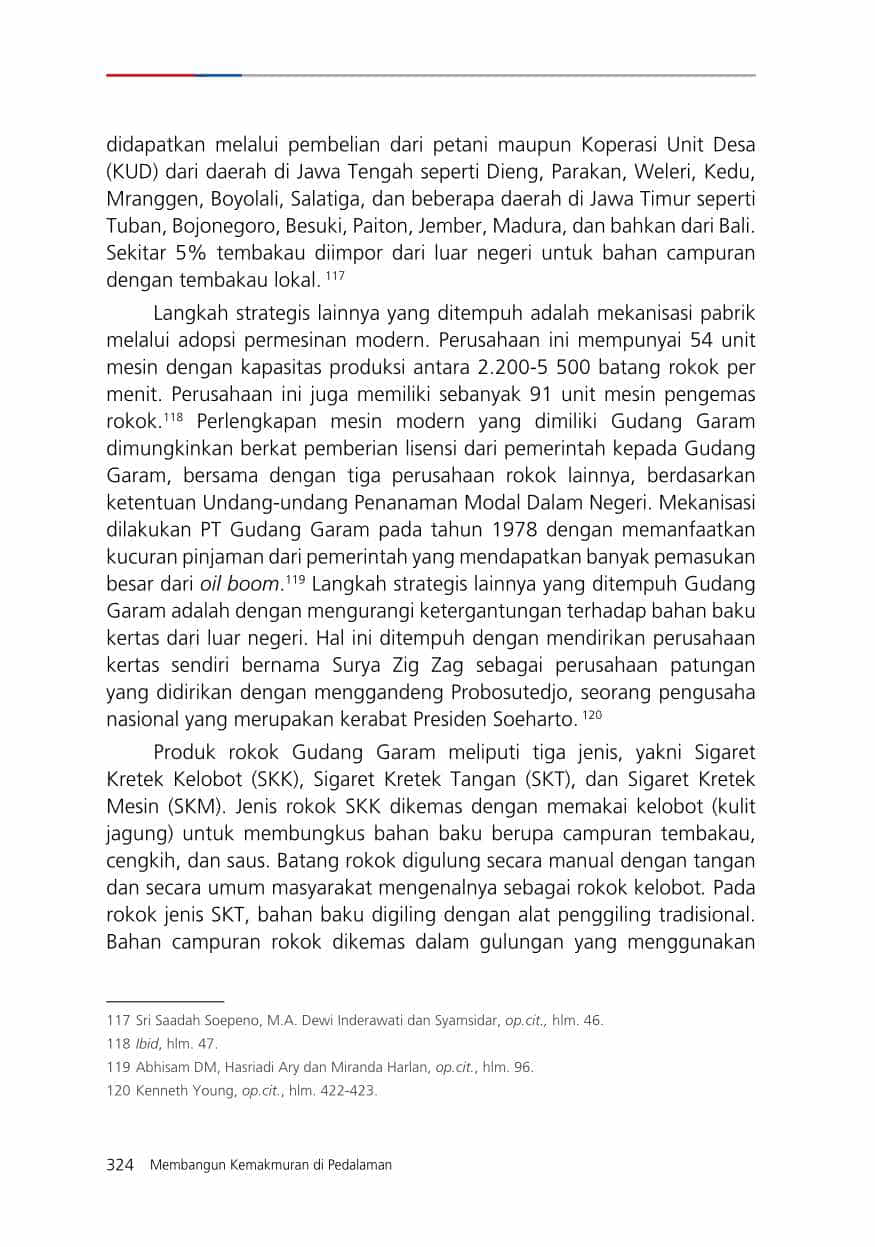 didapatkan melalui pembelian dari petani maupun Koperasi Unit Desa
(KUD) dari daerah di Jawa Tengah seperti Dieng, Parakan, Weleri, Kedu,
Mranggen, Boyolali, Salatiga, dan beberapa daerah di Jawa Timur seperti
Tuban, Bojonegoro, Besuki, Paiton, Jember, Madura, dan bahkan dari Bali.
Sekitar 5% tembakau diimpor dari luar negeri untuk bahan campuran
dengan tembakau lokal. 117
Langkah strategis lainnya yang ditempuh adalah mekanisasi pabrik
melalui adopsi permesinan modern. Perusahaan ini mempunyai 54 unit
mesin dengan kapasitas produksi antara 2.200-5 500 batang rokok per
menit. Perusahaan ini juga memiliki sebanyak 91 unit mesin pengemas
rokok.118 Perlengkapan mesin modern yang dimiliki Gudang Garam
dimungkinkan berkat pemberian lisensi dari pemerintah kepada Gudang
Garam, bersama dengan tiga perusahaan rokok lainnya, berdasarkan
ketentuan Undang-undang Penanaman Modal Dalam Negeri. Mekanisasi
dilakukan PT Gudang Garam pada tahun 1978 dengan memanfaatkan
kucuran pinjaman dari pemerintah yang mendapatkan banyak pemasukan
besar dari oil boom.119 Langkah strategis lainnya yang ditempuh Gudang
Garam adalah dengan mengurangi ketergantungan terhadap bahan baku
kertas dari luar negeri. Hal ini ditempuh dengan mendirikan perusahaan
kertas sendiri bernama Surya Zig Zag sebagai perusahaan patungan
yang didirikan dengan menggandeng Probosutedjo, seorang pengusaha
nasional yang merupakan kerabat Presiden Soeharto. 120
Produk rokok Gudang Garam meliputi tiga jenis, yakni Sigaret
Kretek Kelobot (SKK), Sigaret Kretek Tangan (SKT), dan Sigaret Kretek
Mesin (SKM). Jenis rokok SKK dikemas dengan memakai kelobot (kulit
jagung) untuk membungkus bahan baku berupa campuran tembakau,
cengkih, dan saus. Batang rokok digulung secara manual dengan tangan
dan secara umum masyarakat mengenalnya sebagai rokok kelobot. Pada
rokok jenis SKT, bahan baku digiling dengan alat penggiling tradisional.
Bahan campuran rokok dikemas dalam gulungan yang menggunakan
117 Sri Saadah Soepeno, M.A. Dewi Inderawati dan Syamsidar, op.cit., hlm. 46.
118 Ibid, hlm. 47.
119 Abhisam DM, Hasriadi Ary dan Miranda Harlan, op.cit., hlm. 96.
120 Kenneth Young, op.cit., hlm. 422-423.
324 Membangun Kemakmuran di Pedalaman